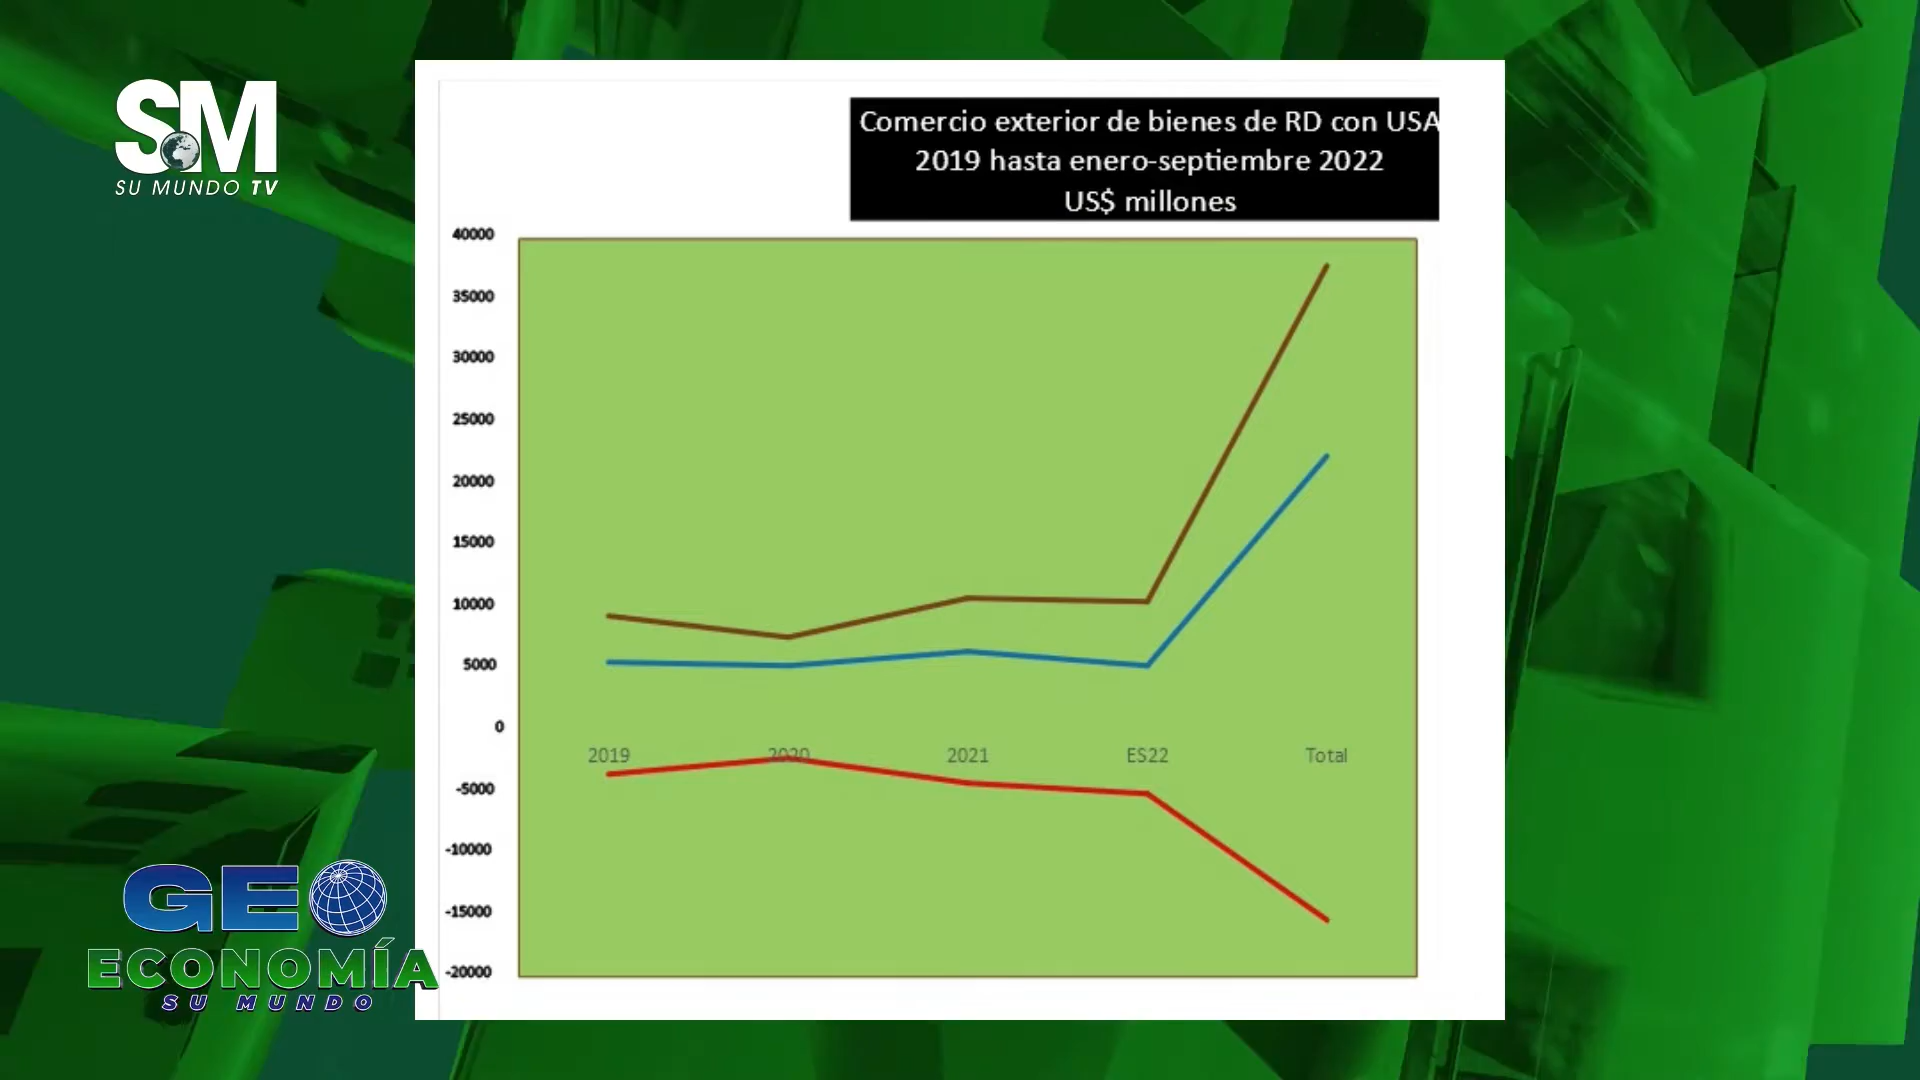 SM
SU MUNDO TV
Comercio exterior de bienes de RD con USA
2019 hasta enero-septiembre 2022
US$ millones
40000
35000
30000
25000
20000
15000
10000
5000
0
2019 2020 2021 ES22 Total
-5000
-10000
-15000
-20000
GEO
ECONOMÍA
SU MUNDO